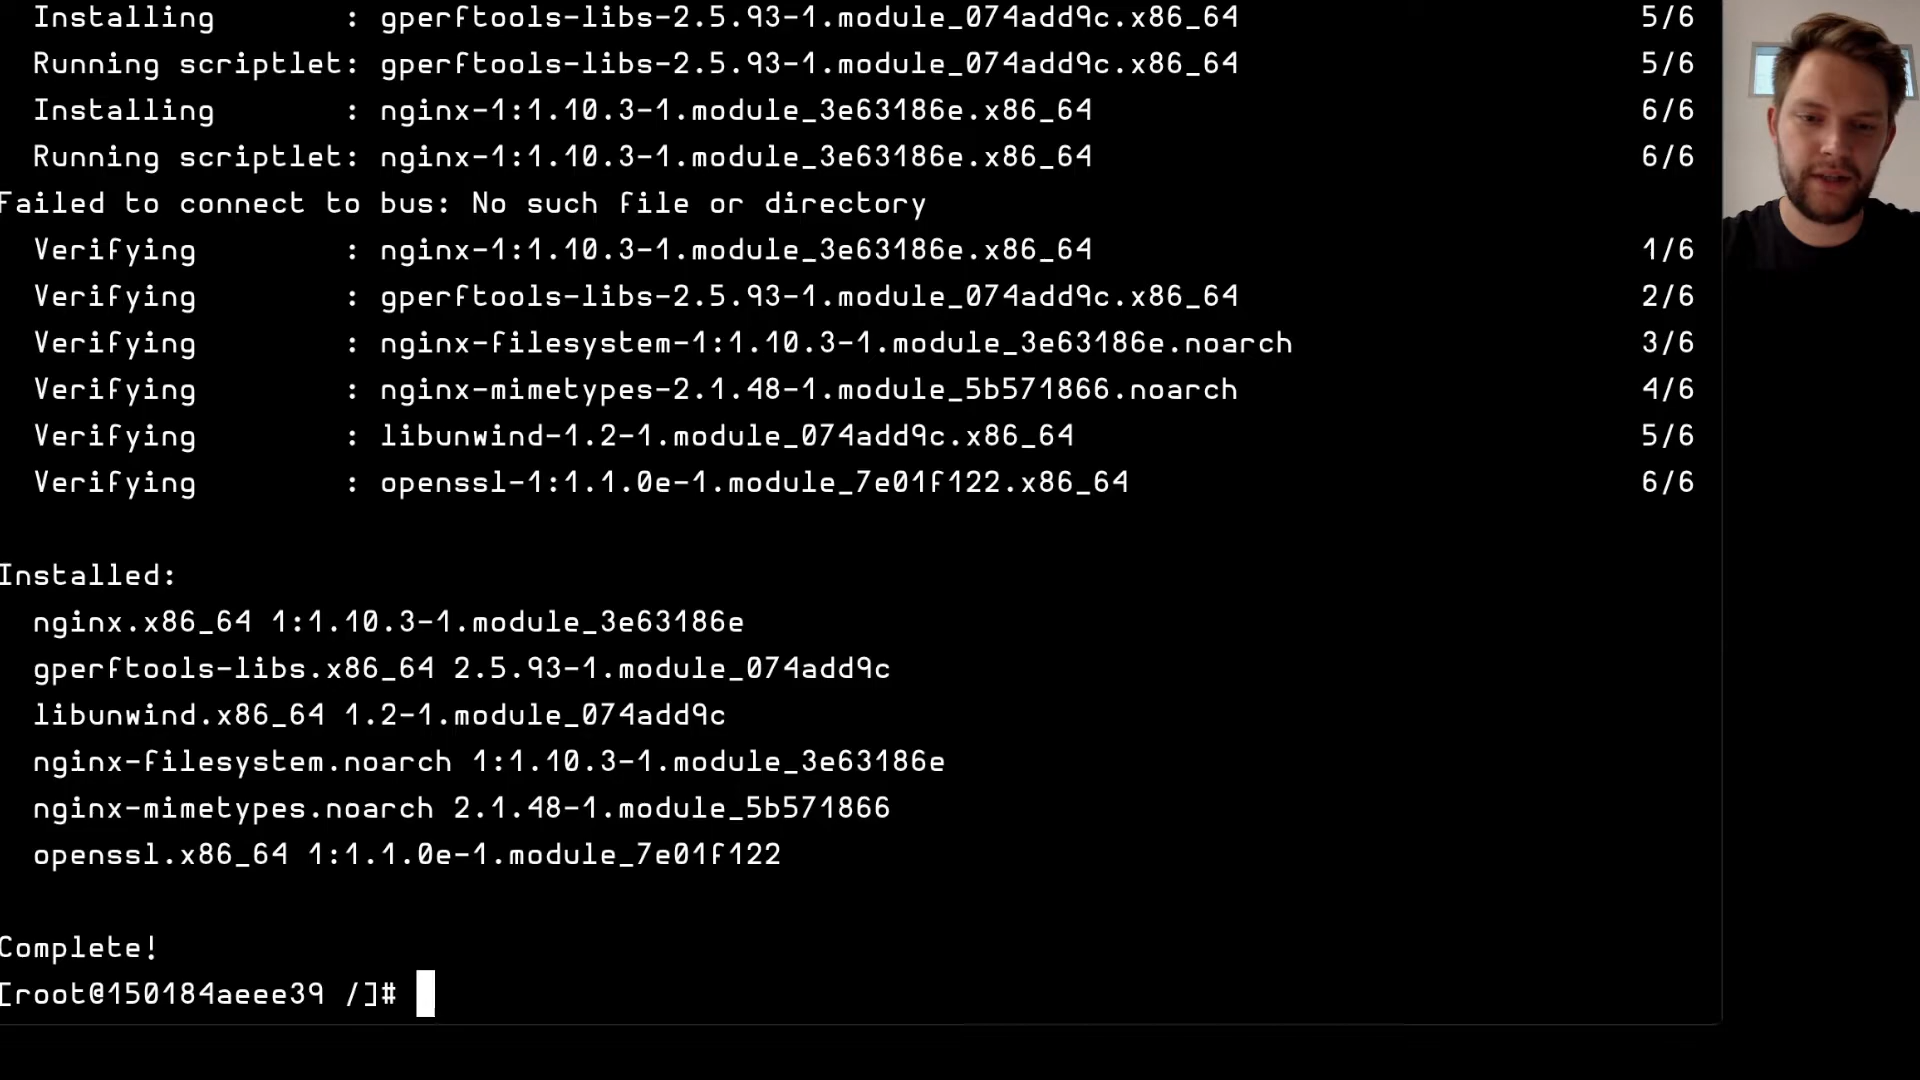 Installing : gperftools-libs-2.5.93-1.module_074add9c.x86_64 5/6
Running scriptlet: gperftools-libs-2.5.93-1.module_074add9c.x86_64 5/6
Installing : nginx-1:1.10.3-1.module_3e63186e.x86_64 6/6
Running scriptlet: nginx-1:1.10.3-1.module_3e63186e.x86_64 6/6
Failed to connect to bus: No such file or directory
Verifying : nginx-1:1.10.3-1.module_3e63186e.x86_64 1/6
Verifying : gperftools-libs-2.5.93-1.module_074add9c.x86_64 2/6
Verifying : nginx-filesystem-1:1.10.3-1.module_3e63186e.noarch 3/6
Verifying : nginx-mimetypes-2.1.48-1.module_5b571866.noarch 4/6
Verifying : libunwind-1.2-1.module_074add9c.x86_64 5/6
Verifying : openssl-1:1.1.0e-1.module_7e01f122.x86_64 6/6
Installed:
nginx.x86_64 1:1.10.3-1.module_3e63186e
gperftools-libs.x86_64 2.5.93-1.module_074add9c
libunwind.x86_64 1.2-1.module_074add9c
nginx-filesystem.noarch 1:1.10.3-1.module_3e63186e
nginx-mimetypes.noarch 2.1.48-1.module_5b571866
openssl.x86_64 1:1.1.0e-1.module_7e01f122
Complete!
[root@150184aeee39 /]#